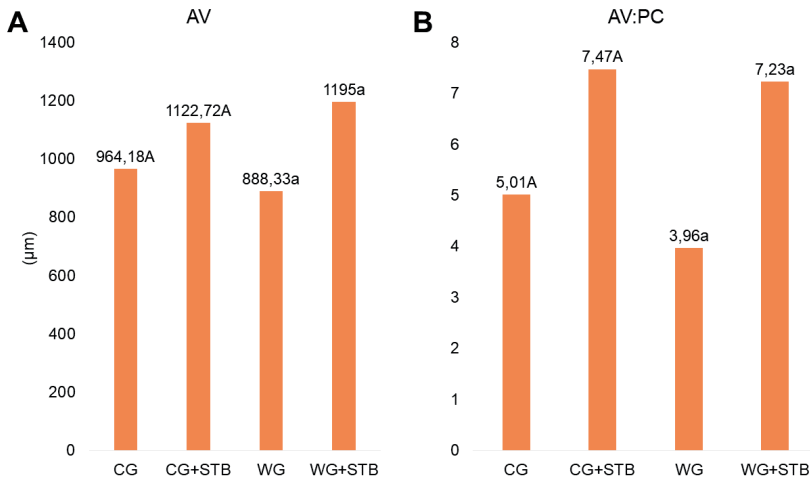 A
AV
1400
1200
1000
800
600
400
200
0
(µm)
964,18A
1122,72A
888,33a
1195a
CG
CG+STB
WG
WG+STB
B
AV:PC
8
7
6
5
4
3
2
1
0
5,01A
7,47A
3,96a
7,23a
CG
CG+STB
WG
WG+STB